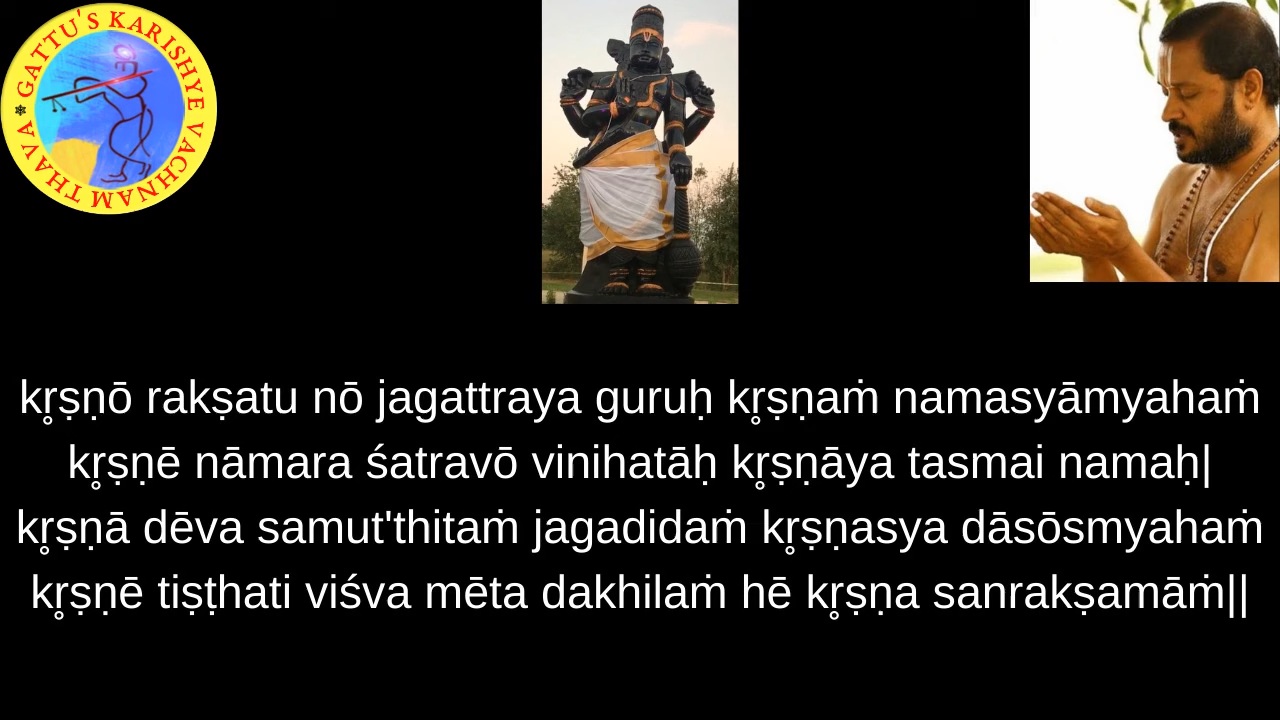 GATTU'S KARISHYE VACHNAM THAVA
kr̥ṣṇō rakṣatu nō jagattraya guruḥ kr̥ṣṇaṁ namasyāmyahaṁ
kr̥ṣṇē nāmara śatravō vinihatāḥ kr̥ṣṇāya tasmai namaḥ|
kr̥ṣṇā dēva samut'thitaṁ jagadidaṁ kr̥ṣṇasya dāsōsmyahaṁ
kr̥ṣṇē tiṣṭhati viśva mēta dakhilaṁ hē kr̥ṣṇa sanrakṣamāṁ||